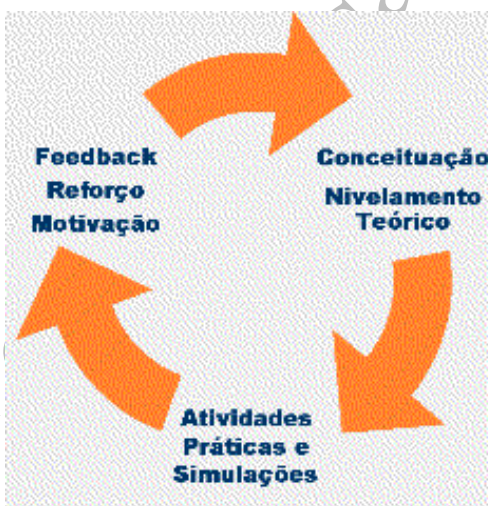 Feedback
Reforço
Motivação
Conceituação
Nivelamento
Teórico
Atividades
Práticas e
Simulações